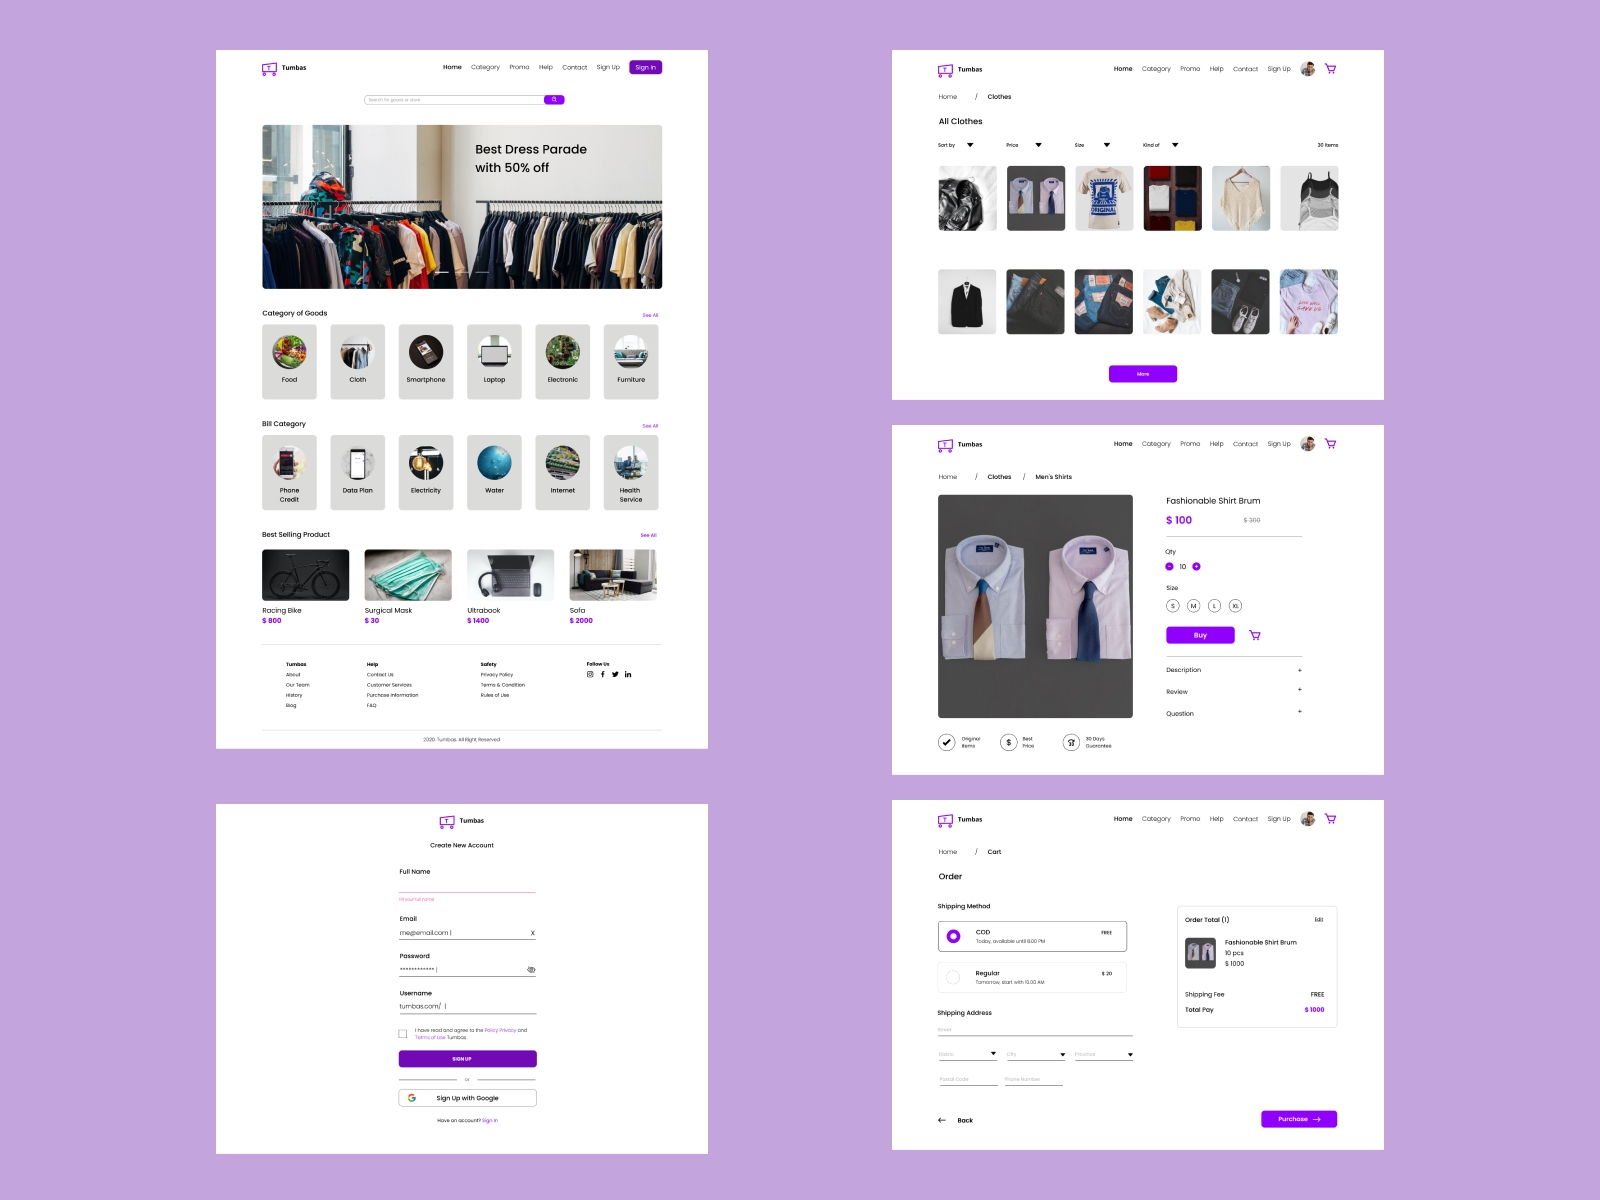 Tumbas
Home Category Promo Help Contact Sign Up Sign In
Search for goods or store
Best Dress Parade
with 50% off
Category of Goods See All
Food Cloth Smartphone Laptop Electronic Furniture
Bill Category See All
Phone Credit Data Plan Electricity Water Internet Health Service
Best Selling Product See All
Racing Bike Surgical Mask Ultrabook Sofa
$ 800 $ 30 $ 1400 $ 2000
Tumbas Help Safety Follow Us
About Contact Us Privacy Policy
Our Team Customer Services Terms & Condition
History Purchase Information Rules of Use
Blog FAQ
2020. Tumbas. All Right Reserved
Tumbas
Create New Account
Full Name
Fill your full name
Email
me@email.com | X
Password
************ |
Username
tumbas.com/ |
I have read and agree to the Policy Privacy and
Terms of Use Tumbas
SIGN UP
or
Sign Up with Google
Have an account? Sign In
Tumbas
Home Category Promo Help Contact Sign Up
Home / Clothes
All Clothes
Sort by Price Size Kind of 30 items
ORIGINAL
More
Tumbas
Home Category Promo Help Contact Sign Up
Home / Clothes / Men's Shirts
Fashionable Shirt Brum
$ 100 $ 300
Qty
- 10 +
Size
S M L XL
Buy
Description +
Review +
Question +
Original Items
Best Price
30 Days Guarantee
Tumbas
Home Category Promo Help Contact Sign Up
Home / Cart
Order
Shipping Method
COD FREE
Today, available until 8.00 PM
Regular $ 20
Tomorrow, start with 10.00 AM
Shipping Address
Street
Distric City Province
Postal Code Phone Number
Back
Order Total (1) Edit
Fashionable Shirt Brum
10 pcs
$ 1000
Shipping Fee FREE
Total Pay $ 1000
Purchase